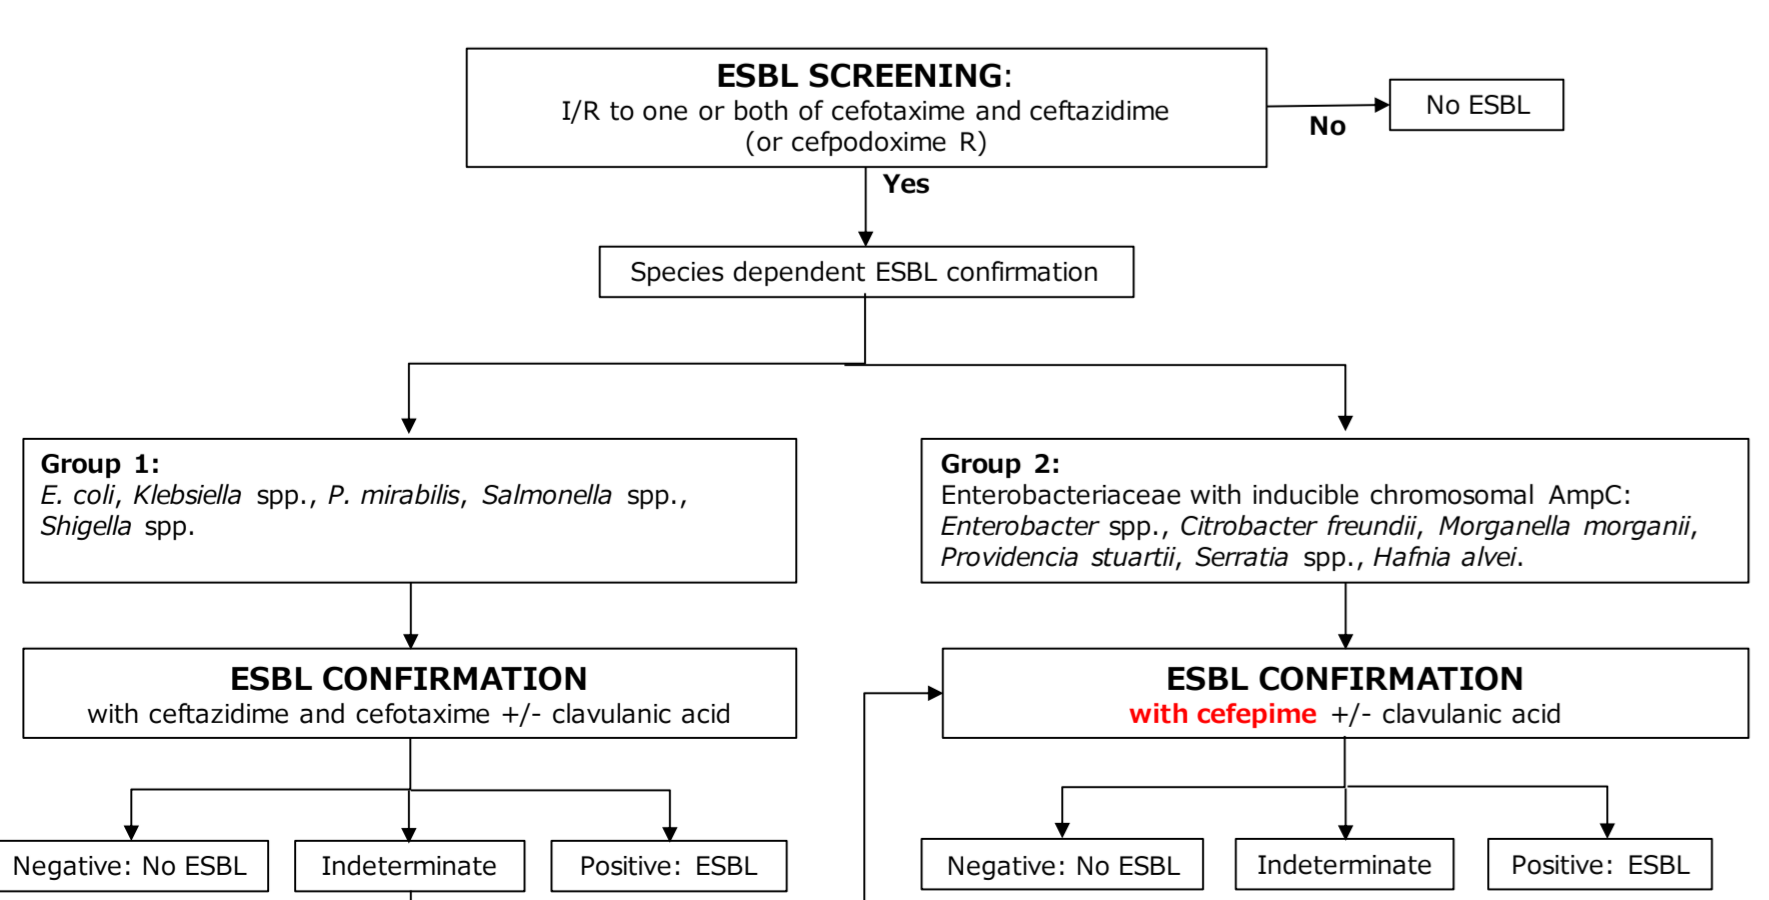 ESBL SCREENING:
I/R to one or both of cefotaxime and ceftazidime
(or cefpodoxime R)
No
No ESBL
Yes
Species dependent ESBL confirmation
Group 1:
E. coli, Klebsiella spp., P. mirabilis, Salmonella spp.,
Shigella spp.
Group 2:
Enterobacteriaceae with inducible chromosomal AmpC:
Enterobacter spp., Citrobacter freundii, Morganella morganii,
Providencia stuartii, Serratia spp., Hafnia alvei.
ESBL CONFIRMATION
with ceftazidime and cefotaxime +/- clavulanic acid
ESBL CONFIRMATION
with cefepime +/- clavulanic acid
Negative: No ESBL
Indeterminate
Positive: ESBL
Negative: No ESBL
Indeterminate
Positive: ESBL